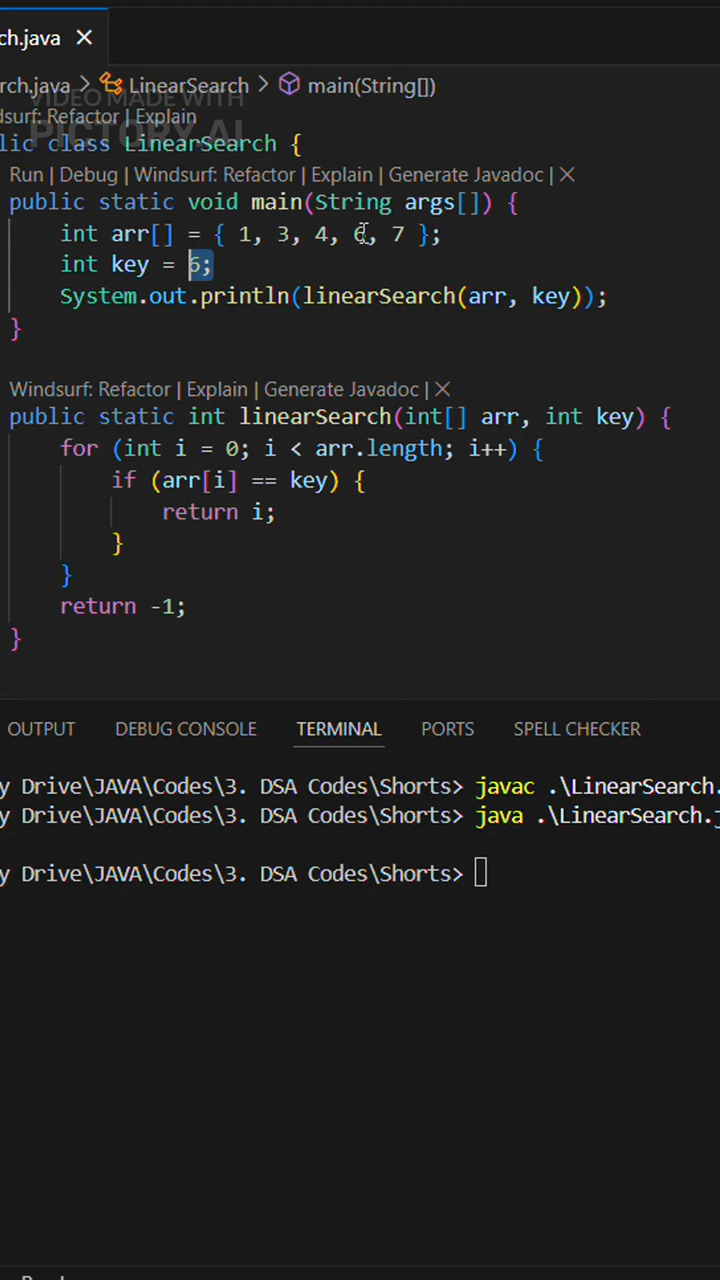 ch.java ×
rch.java > LinearSearch > main(String[])
VIDEO MADE WITH
PICTORY.AI
dsurf: Refactor | Explain
lic class LinearSearch {
Run | Debug | Windsurf: Refactor | Explain | Generate Javadoc | ×
public static void main(String args[]) {
int arr[] = { 1, 3, 4, 6, 7 };
int key = 6;
System.out.println(linearSearch(arr, key));
}
Windsurf: Refactor | Explain | Generate Javadoc | ×
public static int linearSearch(int[] arr, int key) {
for (int i = 0; i < arr.length; i++) {
if (arr[i] == key) {
return i;
}
}
return -1;
}
OUTPUT DEBUG CONSOLE TERMINAL PORTS SPELL CHECKER
y Drive\JAVA\Codes\3. DSA Codes\Shorts> javac .\LinearSearch.
y Drive\JAVA\Codes\3. DSA Codes\Shorts> java .\LinearSearch.j
y Drive\JAVA\Codes\3. DSA Codes\Shorts>